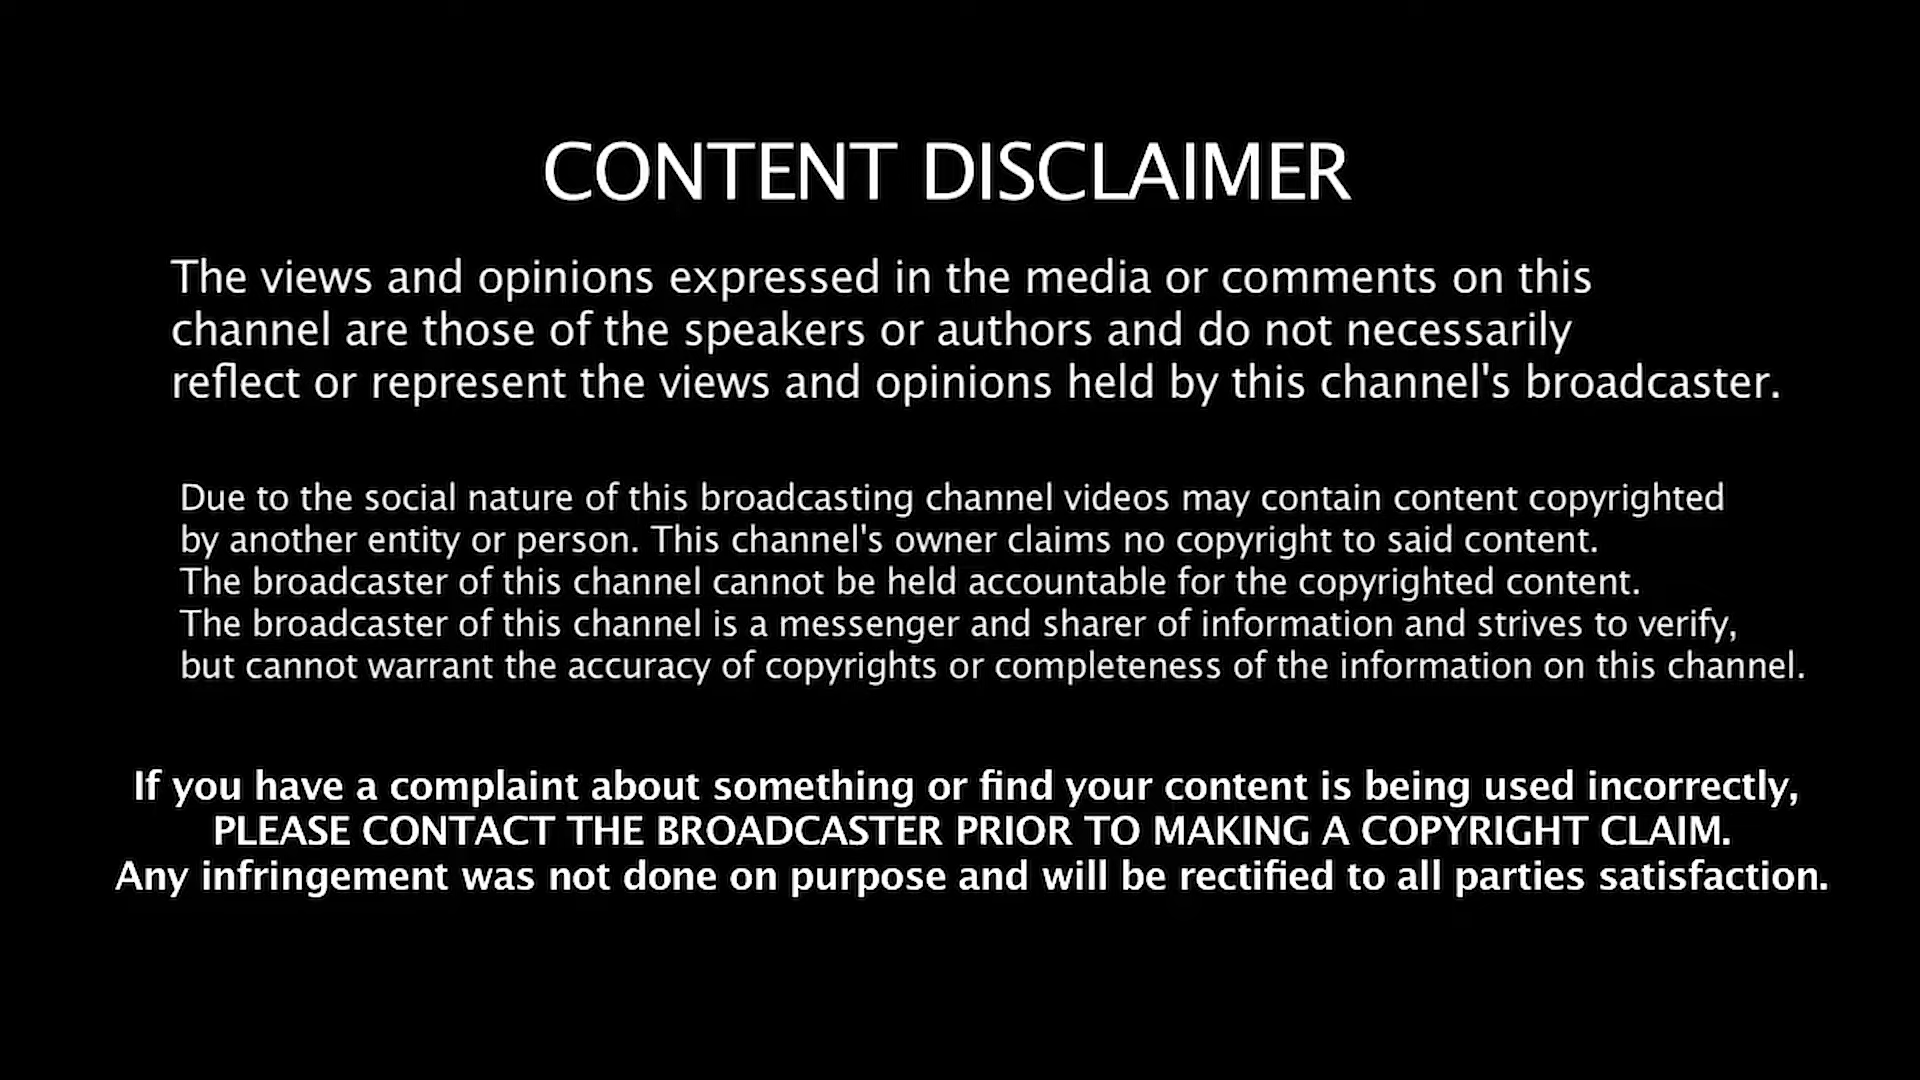 CONTENT DISCLAIMER
The views and opinions expressed in the media or comments on this
channel are those of the speakers or authors and do not necessarily
reflect or represent the views and opinions held by this channel's broadcaster.
Due to the social nature of this broadcasting channel videos may contain content copyrighted
by another entity or person. This channel's owner claims no copyright to said content.
The broadcaster of this channel cannot be held accountable for the copyrighted content.
The broadcaster of this channel is a messenger and sharer of information and strives to verify,
but cannot warrant the accuracy of copyrights or completeness of the information on this channel.
If you have a complaint about something or find your content is being used incorrectly,
PLEASE CONTACT THE BROADCASTER PRIOR TO MAKING A COPYRIGHT CLAIM.
Any infringement was not done on purpose and will be rectified to all parties satisfaction.